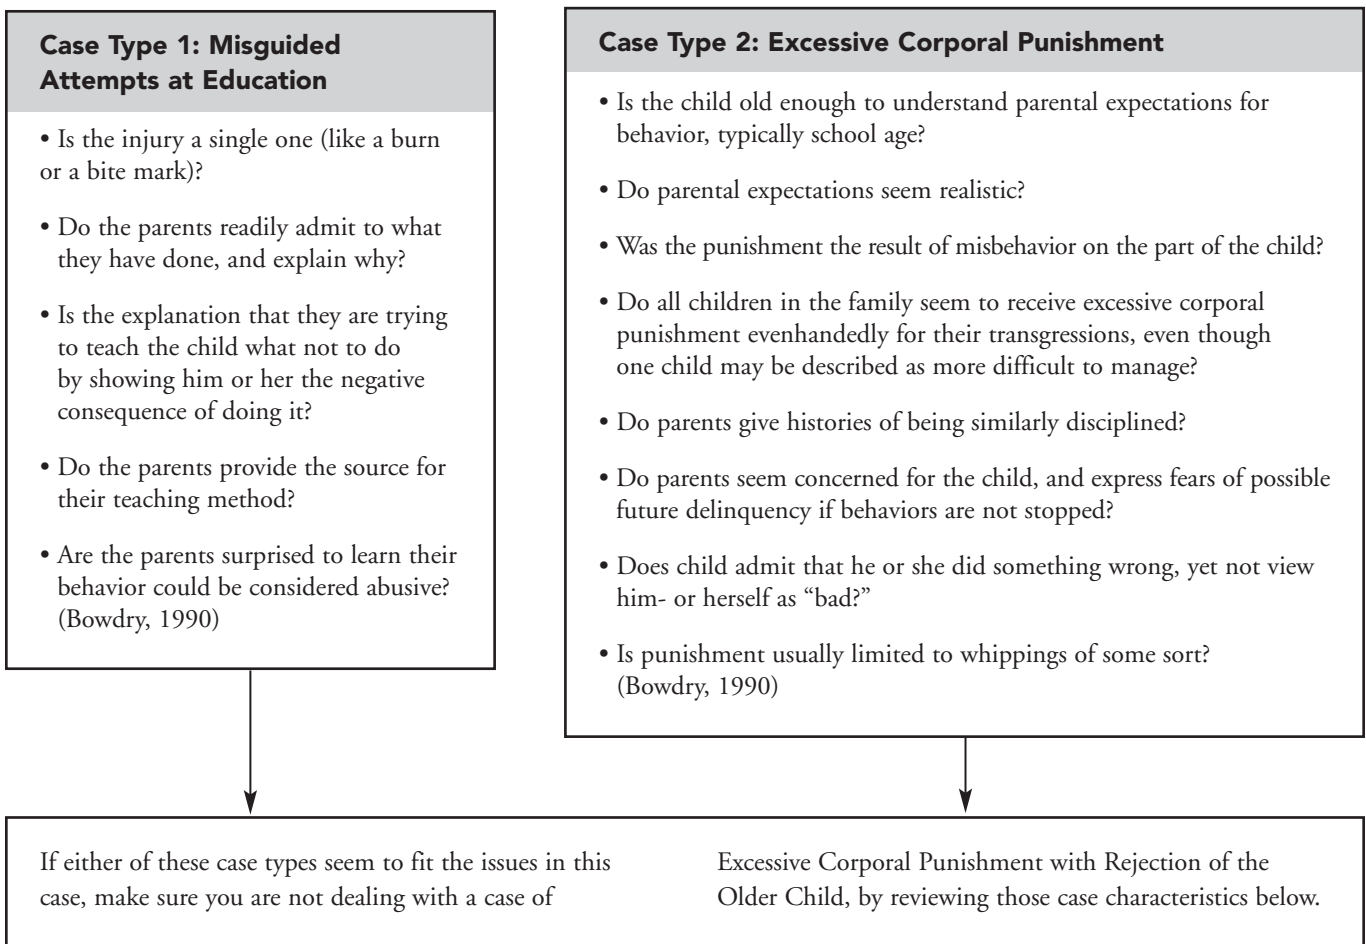 Case Type 1: Misguided
Attempts at Education
• Is the injury a single one (like a burn
or a bite mark)?
• Do the parents readily admit to what
they have done, and explain why?
• Is the explanation that they are trying
to teach the child what not to do
by showing him or her the negative
consequence of doing it?
• Do the parents provide the source for
their teaching method?
• Are the parents surprised to learn their
behavior could be considered abusive?
(Bowdry, 1990)
Case Type 2: Excessive Corporal Punishment
• Is the child old enough to understand parental expectations for
behavior, typically school age?
• Do parental expectations seem realistic?
• Was the punishment the result of misbehavior on the part of the child?
• Do all children in the family seem to receive excessive corporal
punishment evenhandedly for their transgressions, even though
one child may be described as more difficult to manage?
• Do parents give histories of being similarly disciplined?
• Do parents seem concerned for the child, and express fears of possible
future delinquency if behaviors are not stopped?
• Does child admit that he or she did something wrong, yet not view
him- or herself as “bad?”
• Is punishment usually limited to whippings of some sort?
(Bowdry, 1990)
If either of these case types seem to fit the issues in this
case, make sure you are not dealing with a case of
Excessive Corporal Punishment with Rejection of the
Older Child, by reviewing those case characteristics below.